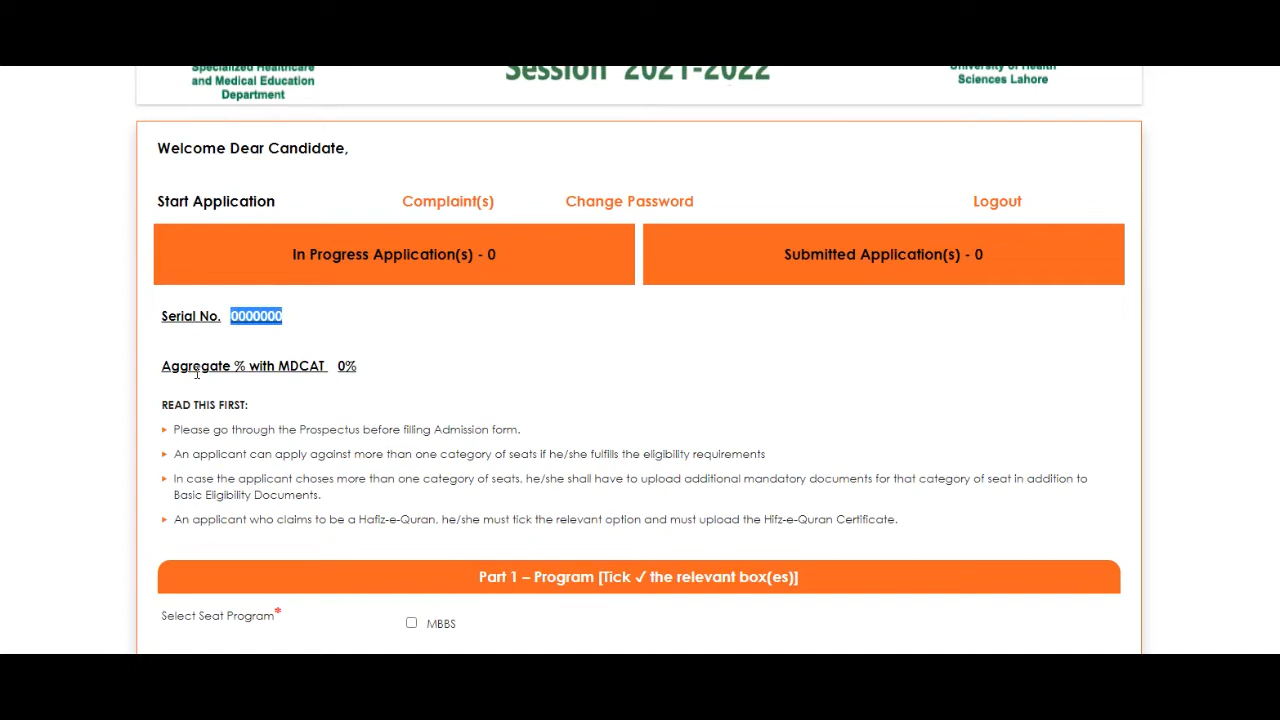 Specialized Healthcare
and Medical Education
Department
Session 2021-2022
University of Health
Sciences Lahore
Welcome Dear Candidate,
Start Application Complaint(s) Change Password Logout
In Progress Application(s) - 0 Submitted Application(s) - 0
Serial No. 0000000
Aggregate % with MDCAT 0%
READ THIS FIRST:
Please go through the Prospectus before filling Admission form.
An applicant can apply against more than one category of seats if he/she fulfills the eligibility requirements
In case the applicant choses more than one category of seats, he/she shall have to upload additional mandatory documents for that category of seat in addition to
Basic Eligibility Documents.
An applicant who claims to be a Hafiz-e-Quran, he/she must tick the relevant option and must upload the Hifz-e-Quran Certificate.
Part 1 – Program [Tick ✓ the relevant box(es)]
Select Seat Program*
MBBS